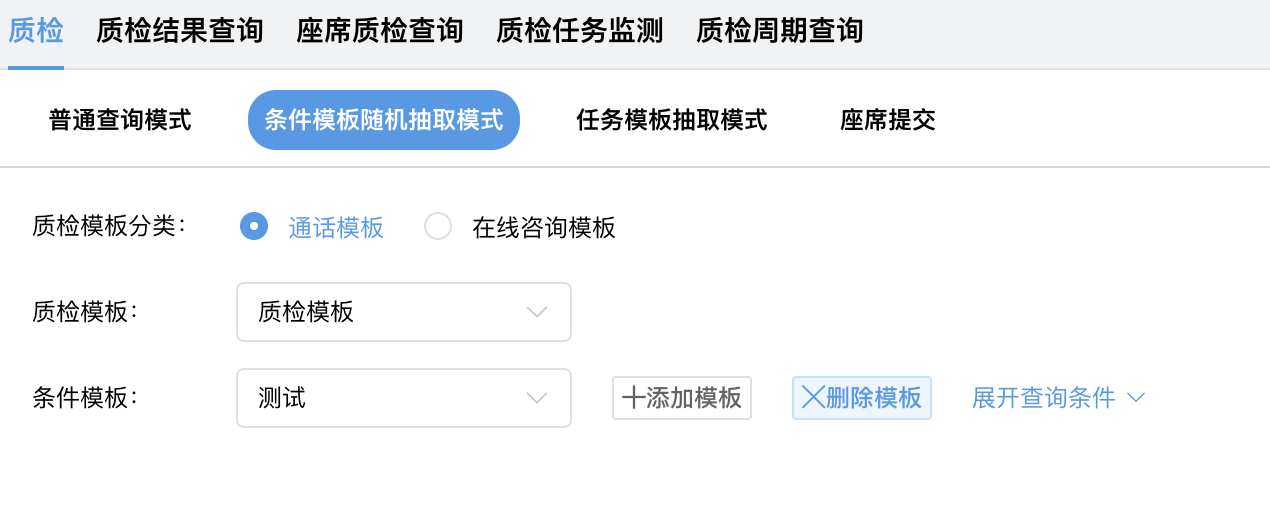 质检 质检结果查询 座席质检查询 质检任务监测 质检周期查询
普通查询模式 条件模板随机抽取模式 任务模板抽取模式 座席提交
质检模板分类： 通话模板 在线咨询模板
质检模板： 质检模板
条件模板： 测试 添加模板 删除模板 展开查询条件